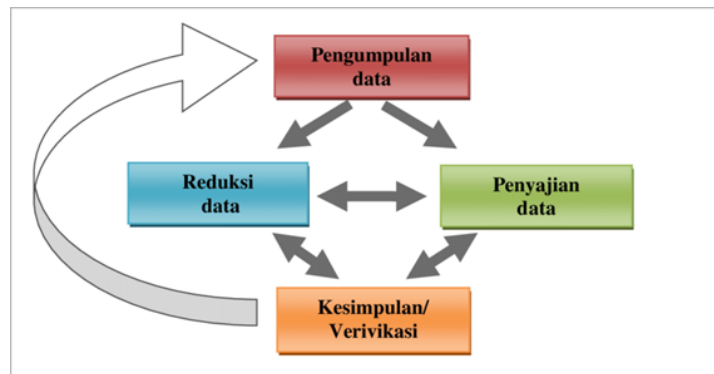 Pengumpulan
data
Reduksi
data
Penyajian
data
Kesimpulan/
Verivikasi